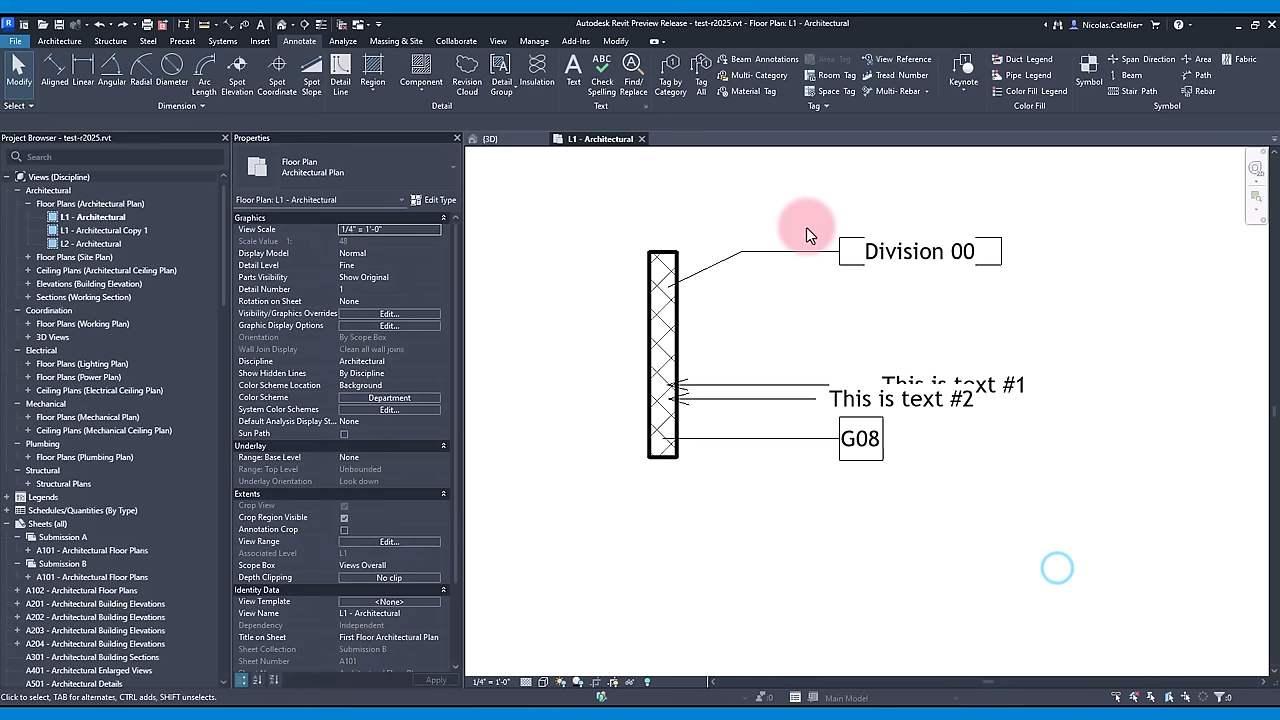 Autodesk Revit Preview Release - test-r2025.rvt - Floor Plan: L1 - Architectural
Nicolas.Catellier
File Architecture Structure Steel Precast Systems Insert Annotate Analyze Massing & Site Collaborate View Manage Add-Ins Modify
Modify
Aligned Linear Angular Radial Diameter Arc Length Spot Elevation Spot Coordinate Spot Slope
Detail Line Region Component Revision Cloud Detail Group Insulation
Text Check Spelling Find/Replace
Tag by Category Tag All
Beam Annotations Area Tag View Reference
Multi-Category Room Tag Tread Number
Material Tag Space Tag Multi-Rebar
Keynote
Duct Legend
Pipe Legend
Color Fill Legend
Symbol
Span Direction Area Fabric
Beam Path
Stair Path Rebar
Select Dimension Detail Text Tag Color Fill Symbol
Project Browser - test-r2025.rvt
Search
Views (Discipline)
Architectural
Floor Plans (Architectural Plan)
L1 - Architectural
L1 - Architectural Copy 1
L2 - Architectural
Floor Plans (Site Plan)
Ceiling Plans (Architectural Ceiling Plan)
Elevations (Building Elevation)
Sections (Working Section)
Coordination
Floor Plans (Working Plan)
3D Views
Electrical
Floor Plans (Lighting Plan)
Floor Plans (Power Plan)
Ceiling Plans (Electrical Ceiling Plan)
Mechanical
Floor Plans (Mechanical Plan)
Ceiling Plans (Mechanical Ceiling Plan)
Plumbing
Floor Plans (Plumbing Plan)
Structural
Structural Plans
Legends
Schedules/Quantities (By Type)
Sheets (all)
Submission A
A101 - Architectural Floor Plans
Submission B
A101 - Architectural Floor Plans
A102 - Architectural Floor Plans
A201 - Architectural Building Elevations
A202 - Architectural Building Elevations
A203 - Architectural Building Elevations
A204 - Architectural Building Elevations
A301 - Architectural Building Sections
A401 - Architectural Enlarged Views
A501 - Architectural Details
Properties
Floor Plan
Architectural Plan
Floor Plan: L1 - Architectural Edit Type
Graphics
View Scale 1/4" = 1'-0"
Scale Value 1: 48
Display Model Normal
Detail Level Fine
Parts Visibility Show Original
Detail Number 1
Rotation on Sheet None
Visibility/Graphics Overrides Edit...
Graphic Display Options Edit...
Orientation By Scope Box
Wall Join Display Clean all wall joins
Discipline Architectural
Show Hidden Lines By Discipline
Color Scheme Location Background
Color Scheme Department
System Color Schemes Edit...
Default Analysis Display St... None
Sun Path
Underlay
Range: Base Level None
Range: Top Level Unbounded
Underlay Orientation Look down
Extents
Crop View
Crop Region Visible
Annotation Crop
View Range Edit...
Associated Level L1
Scope Box Views Overall
Depth Clipping No clip
Identity Data
View Template <None>
View Name L1 - Architectural
Dependency Independent
Title on Sheet First Floor Architectural Plan
Sheet Collection Submission B
Sheet Number A101
Apply
{3D} L1 - Architectural
Division 00
This is text #1
This is text #2
G08
1/4" = 1'-0"
Click to select, TAB for alternates, CTRL adds, SHIFT unselects.
:0 Main Model :0